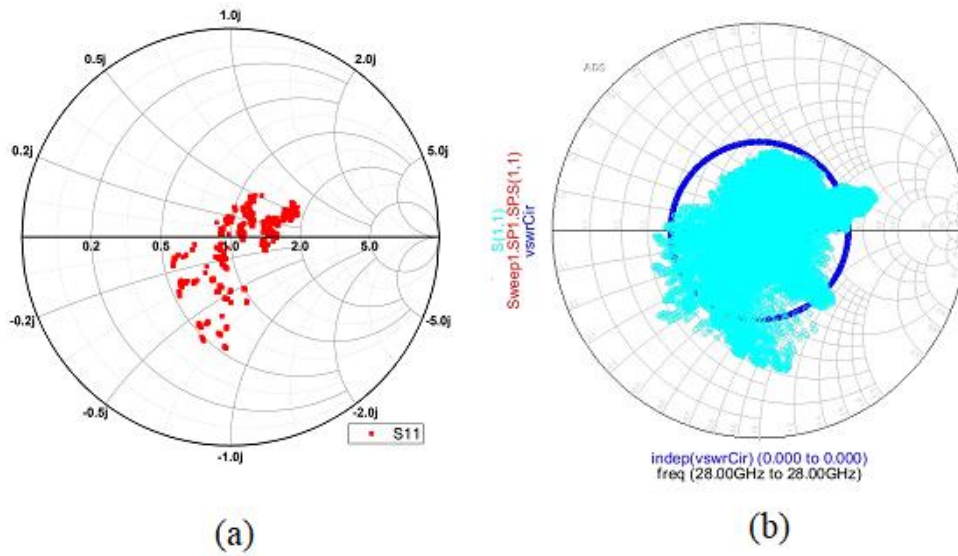 1.0j
0.5j
2.0j
0.2j
5.0j
0.2
0.5
1.0
2.0
5.0
-0.2j
-5.0j
-0.5j
-2.0j
-1.0j
S11
(a)
ADS
S(1,1)
Sweep1.SP1.SP.S(1,1)
vswrCir
indep(vswrCir) (0.000 to 0.000)
freq (28.00GHz to 28.00GHz)
(b)